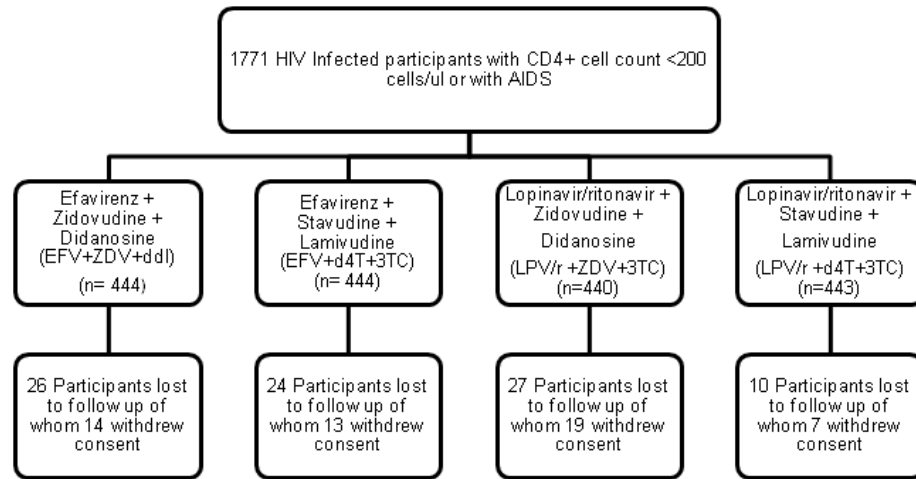 1771 HIV Infected participants with CD4+ cell count <200
cells/ul or with AIDS
Efavirenz +
Zidovudine +
Didanosine
(EFV+ZDV+ddI)
(n= 444)
Efavirenz +
Stavudine +
Lamivudine
(EFV+d4T+3TC)
(n= 444)
Lopinavir/ritonavir +
Zidovudine +
Didanosine
(LPV/r +ZDV+3TC)
(n=440)
Lopinavir/ritonavir +
Stavudine +
Lamivudine
(LPV/r +d4T+3TC)
(n=443)
26 Participants lost
to follow up of
whom 14 withdrew
consent
24 Participants lost
to follow up of
whom 13 withdrew
consent
27 Participants lost
to follow up of
whom 19 withdrew
consent
10 Participants lost
to follow up of
whom 7 withdrew
consent